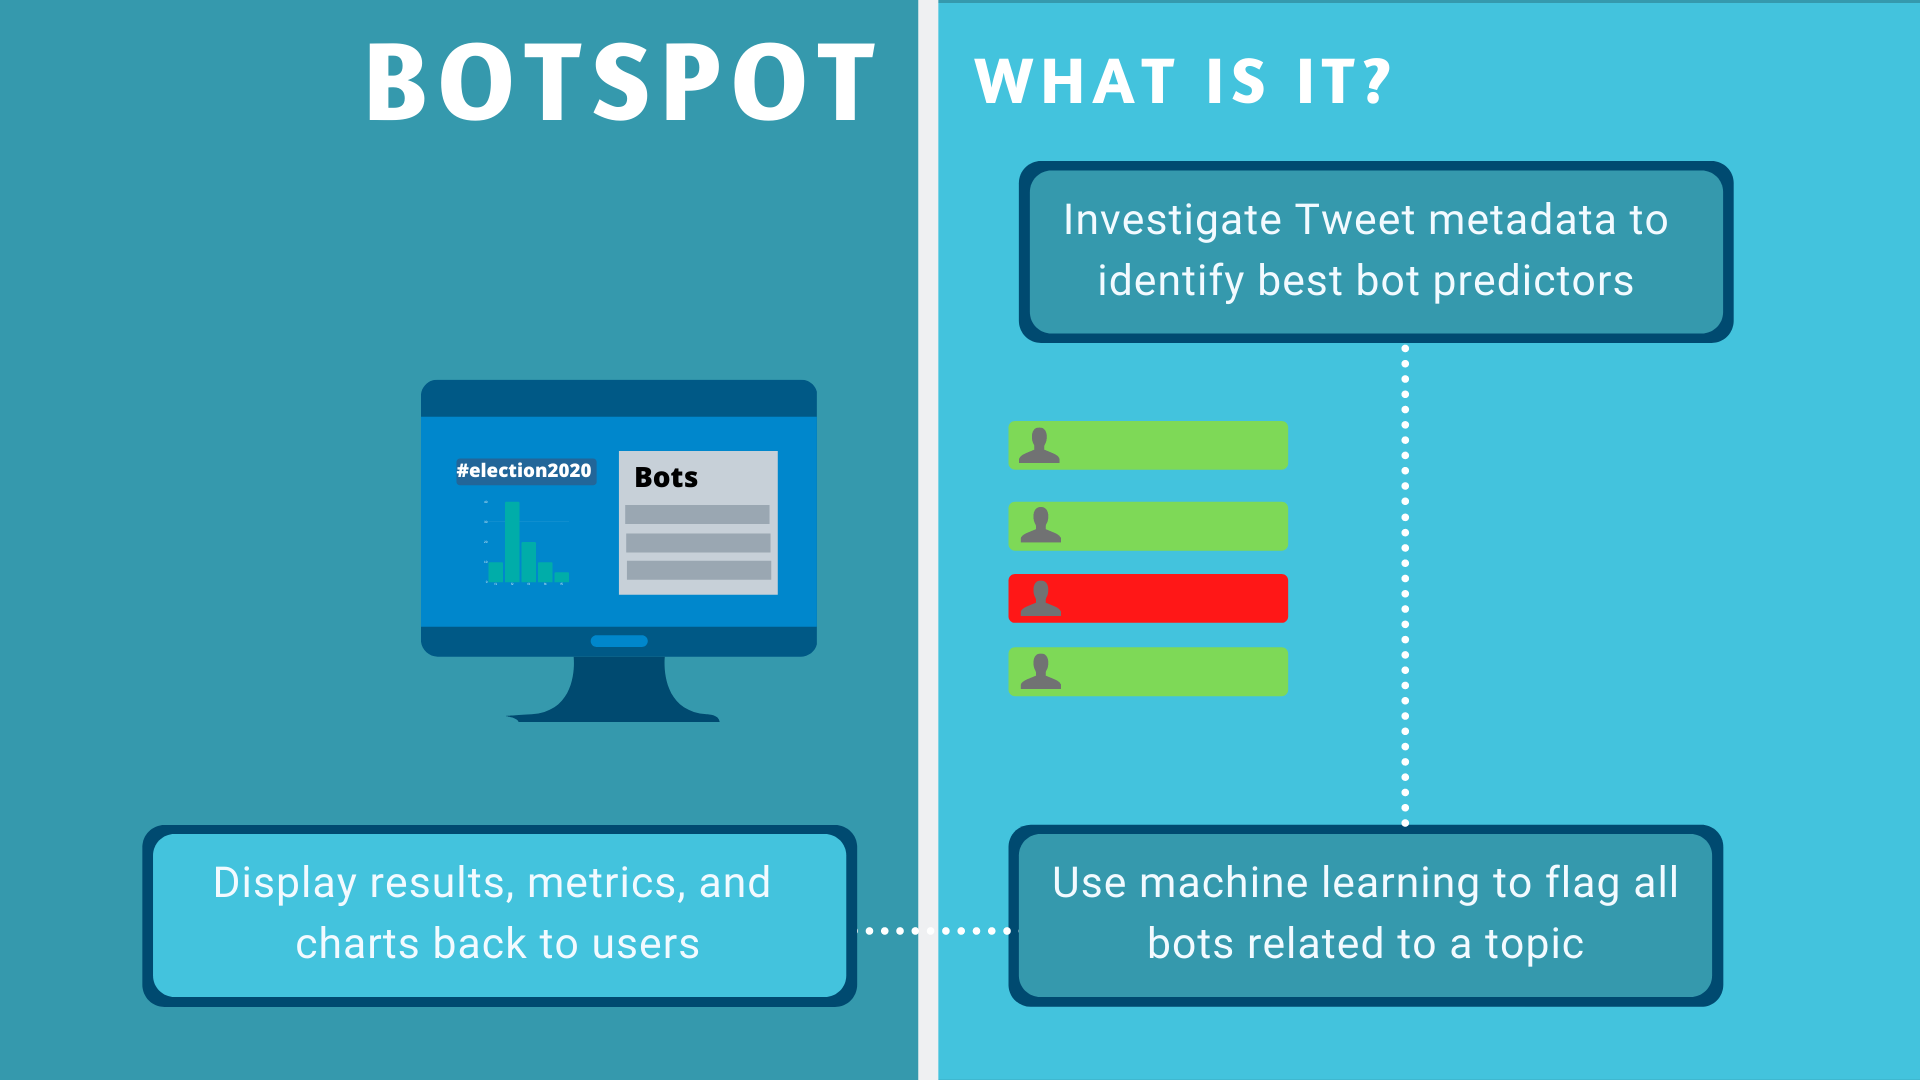 BOTSPOT
WHAT IS IT?
Investigate Tweet metadata to
identify best bot predictors
#election2020
Bots
Display results, metrics, and
charts back to users
Use machine learning to flag all
bots related to a topic